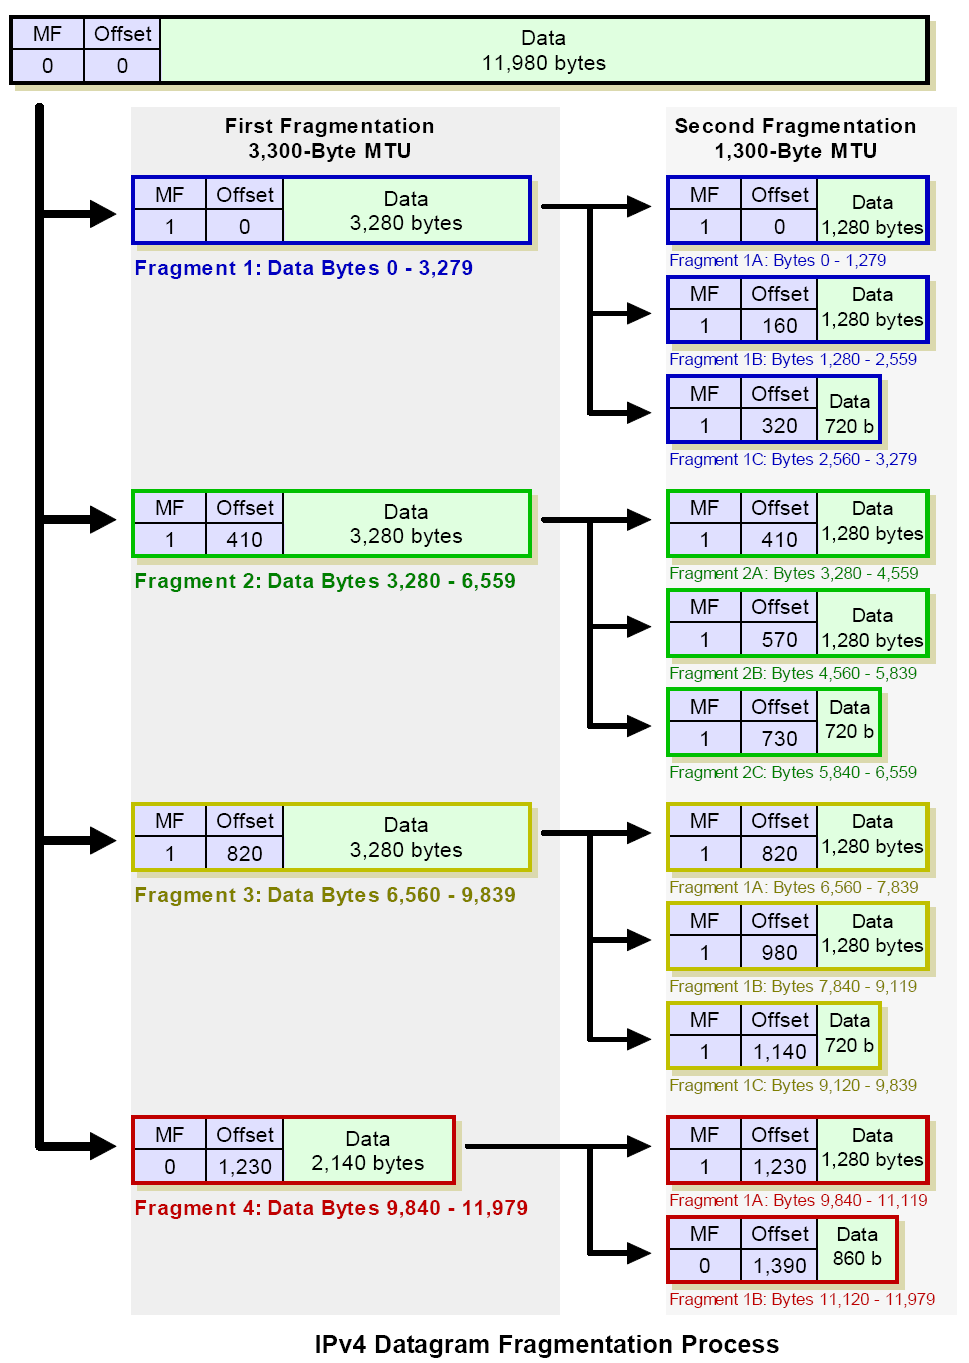 MF Offset Data
0 0 11,980 bytes
First Fragmentation
3,300-Byte MTU
Second Fragmentation
1,300-Byte MTU
MF Offset Data
1 0 3,280 bytes
Fragment 1: Data Bytes 0 - 3,279
MF Offset Data
1 0 1,280 bytes
Fragment 1A: Bytes 0 - 1,279
MF Offset Data
1 160 1,280 bytes
Fragment 1B: Bytes 1,280 - 2,559
MF Offset Data
1 320 720 b
Fragment 1C: Bytes 2,560 - 3,279
MF Offset Data
1 410 3,280 bytes
Fragment 2: Data Bytes 3,280 - 6,559
MF Offset Data
1 410 1,280 bytes
Fragment 2A: Bytes 3,280 - 4,559
MF Offset Data
1 570 1,280 bytes
Fragment 2B: Bytes 4,560 - 5,839
MF Offset Data
1 730 720 b
Fragment 2C: Bytes 5,840 - 6,559
MF Offset Data
1 820 3,280 bytes
Fragment 3: Data Bytes 6,560 - 9,839
MF Offset Data
1 820 1,280 bytes
Fragment 1A: Bytes 6,560 - 7,839
MF Offset Data
1 980 1,280 bytes
Fragment 1B: Bytes 7,840 - 9,119
MF Offset Data
1 1,140 720 b
Fragment 1C: Bytes 9,120 - 9,839
MF Offset Data
0 1,230 2,140 bytes
Fragment 4: Data Bytes 9,840 - 11,979
MF Offset Data
1 1,230 1,280 bytes
Fragment 1A: Bytes 9,840 - 11,119
MF Offset Data
0 1,390 860 b
Fragment 1B: Bytes 11,120 - 11,979
IPv4 Datagram Fragmentation Process